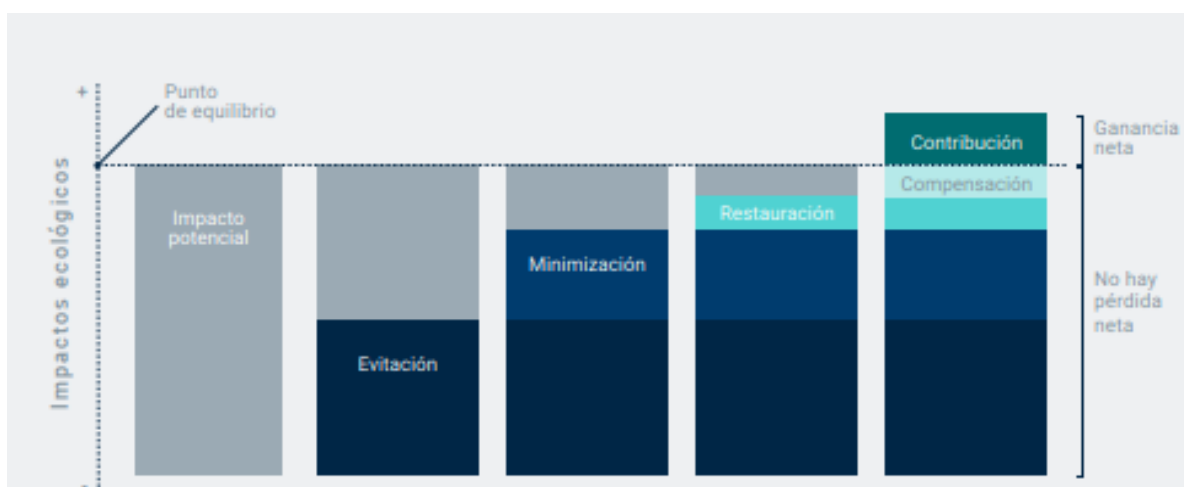 +
Punto
de equilibrio
Impactos ecológicos
Impacto
potencial
Evitación
Minimización
Restauración
Contribución
Compensación
Ganancia
neta
No hay
pérdida
neta